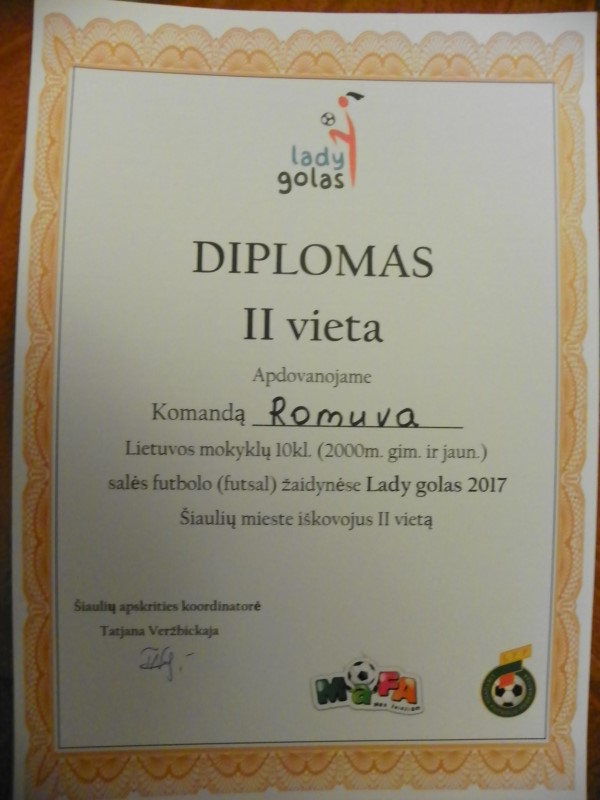 lady
golas
DIPLOMAS
II vieta
Apdovanojame
Komandą Romuva
Lietuvos mokyklų 10kl. (2000m. gim. ir jaun.)
salės futbolo (futsal) žaidynėse Lady golas 2017
Šiaulių mieste iškovojus II vietą
Šiaulių apskrities koordinatorė
Tatjana Veržbickaja
MaFA